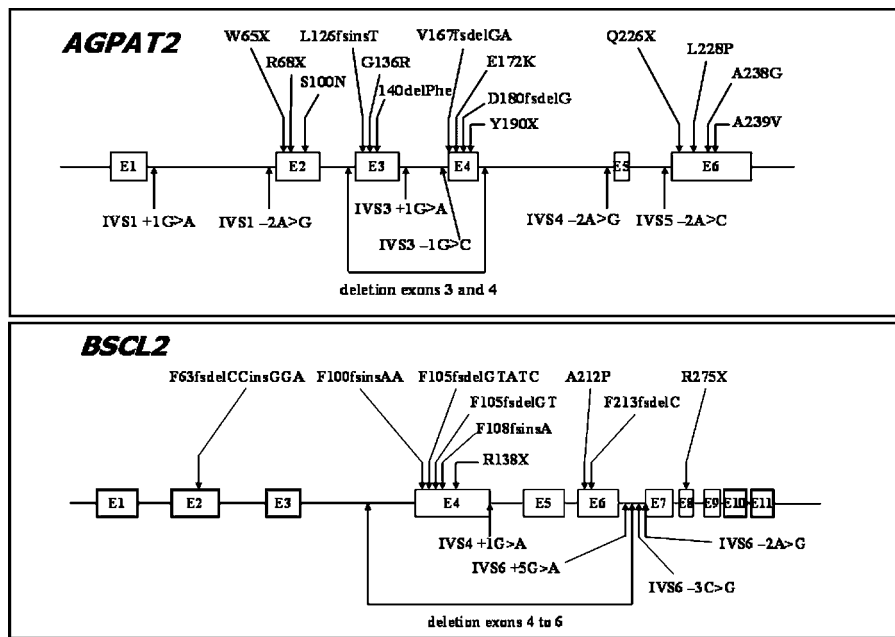 AGPAT2
W65X L126fsinsT V167fsdelGA Q226X
R68X G136R E172K L228P
S100N 140delPhe D180fsdelG A238G
Y190X A239V
E1 E2 E3 E4 E5 E6
IVS1 +1G>A IVS1 –2A>G IVS3 +1G>A IVS4 –2A>G IVS5 –2A>C
IVS3 –1G>C
deletion exons 3 and 4
BSCL2
F63fsdelCCinsGGA F100fsinsAA F105fsdelGTATC A212P R275X
F105fsdelGT F213fsdelC
F108fsinsA
R138X
E1 E2 E3 E4 E5 E6 E7 E8 E9 E10 E11
IVS4 +1G>A IVS6 –2A>G
IVS6 +5G>A
IVS6 –3C>G
deletion exons 4 to 6